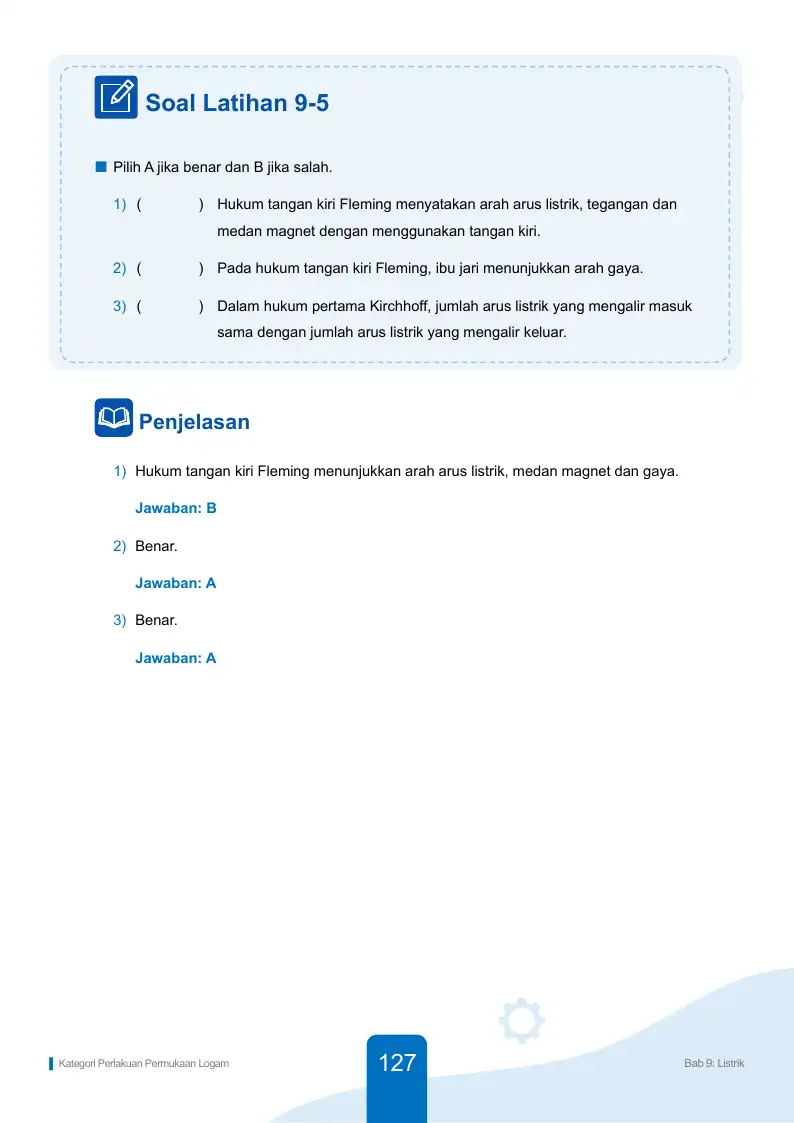 Soal Latihan 9-5
Pilih A jika benar dan B jika salah.
1) ( ) Hukum tangan kiri Fleming menyatakan arah arus listrik, tegangan dan
medan magnet dengan menggunakan tangan kiri.
2) ( ) Pada hukum tangan kiri Fleming, ibu jari menunjukkan arah gaya.
3) ( ) Dalam hukum pertama Kirchhoff, jumlah arus listrik yang mengalir masuk
sama dengan jumlah arus listrik yang mengalir keluar.
Penjelasan
1) Hukum tangan kiri Fleming menunjukkan arah arus listrik, medan magnet dan gaya.
Jawaban: B
2) Benar.
Jawaban: A
3) Benar.
Jawaban: A
Kategori Perlakuan Permukaan Logam
127
Bab 9: Listrik